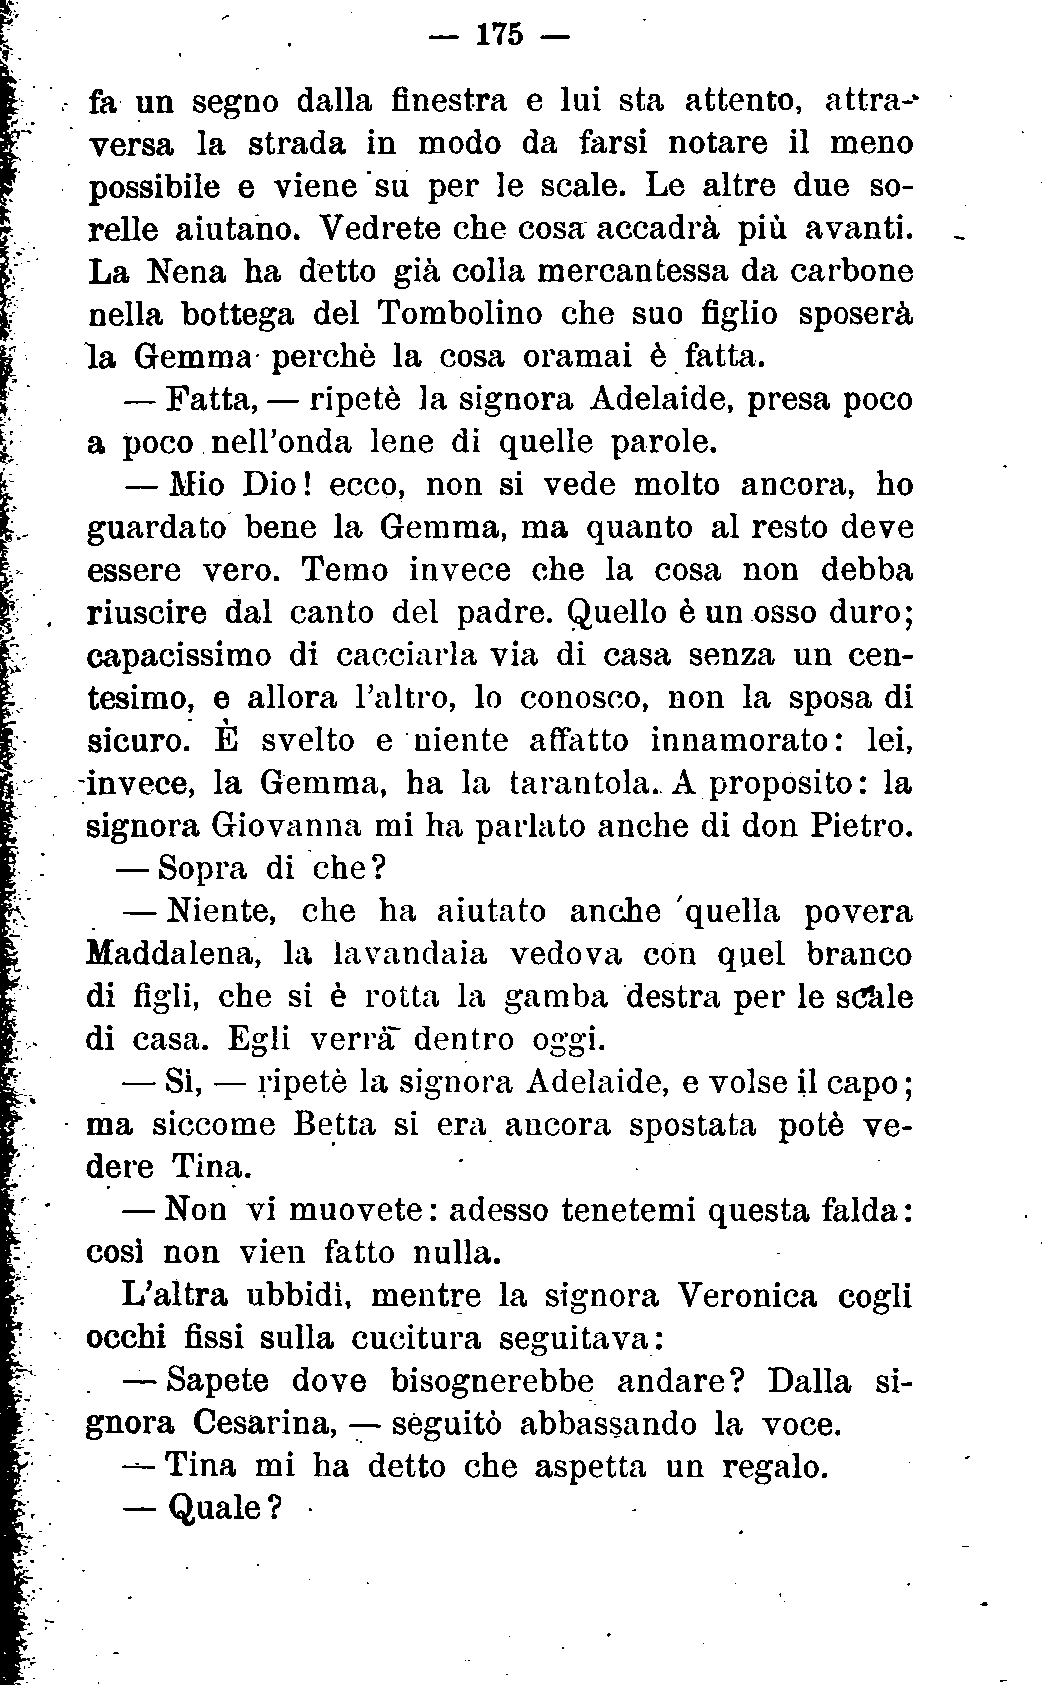 — 175 —
fa un segno dalla finestra e lui sta attento, attra-
versa la strada in modo da farsi notare il meno
possibile e viene su per le scale. Le altre due so-
relle aiutano. Vedrete che cosa accadrà più avanti.
La Nena ha detto già colla mercantessa da carbone
nella bottega del Tombolino che suo figlio sposerà
la Gemma perchè la cosa oramai è fatta.
— Fatta, — ripetè la signora Adelaide, presa poco
a poco nell'onda lene di quelle parole.
— Mio Dio! ecco, non si vede molto ancora, ho
guardato bene la Gemma, ma quanto al resto deve
essere vero. Temo invece che la cosa non debba
riuscire dal canto del padre. Quello è un osso duro;
capacissimo di cacciarla via di casa senza un cen-
tesimo, e allora l'altro, lo conosco, non la sposa di
sicuro. È svelto e niente affatto innamorato: lei,
invece, la Gemma, ha la tarantola. A proposito: la
signora Giovanna mi ha parlato anche di don Pietro.
— Sopra di che?
— Niente, che ha aiutato anche quella povera
Maddalena, la lavandaia vedova con quel branco
di figli, che si è rotta la gamba destra per le scale
di casa. Egli verrà dentro oggi.
— Sì, — ripetè la signora Adelaide, e volse il capo;
ma siccome Betta si era ancora spostata potè ve-
dere Tina.
— Non vi muovete: adesso tenetemi questa falda:
così non vien fatto nulla.
L'altra ubbidì, mentre la signora Veronica cogli
occhi fissi sulla cucitura seguitava:
— Sapete dove bisognerebbe andare? Dalla si-
gnora Cesarina, — seguitò abbassando la voce.
— Tina mi ha detto che aspetta un regalo.
— Quale?